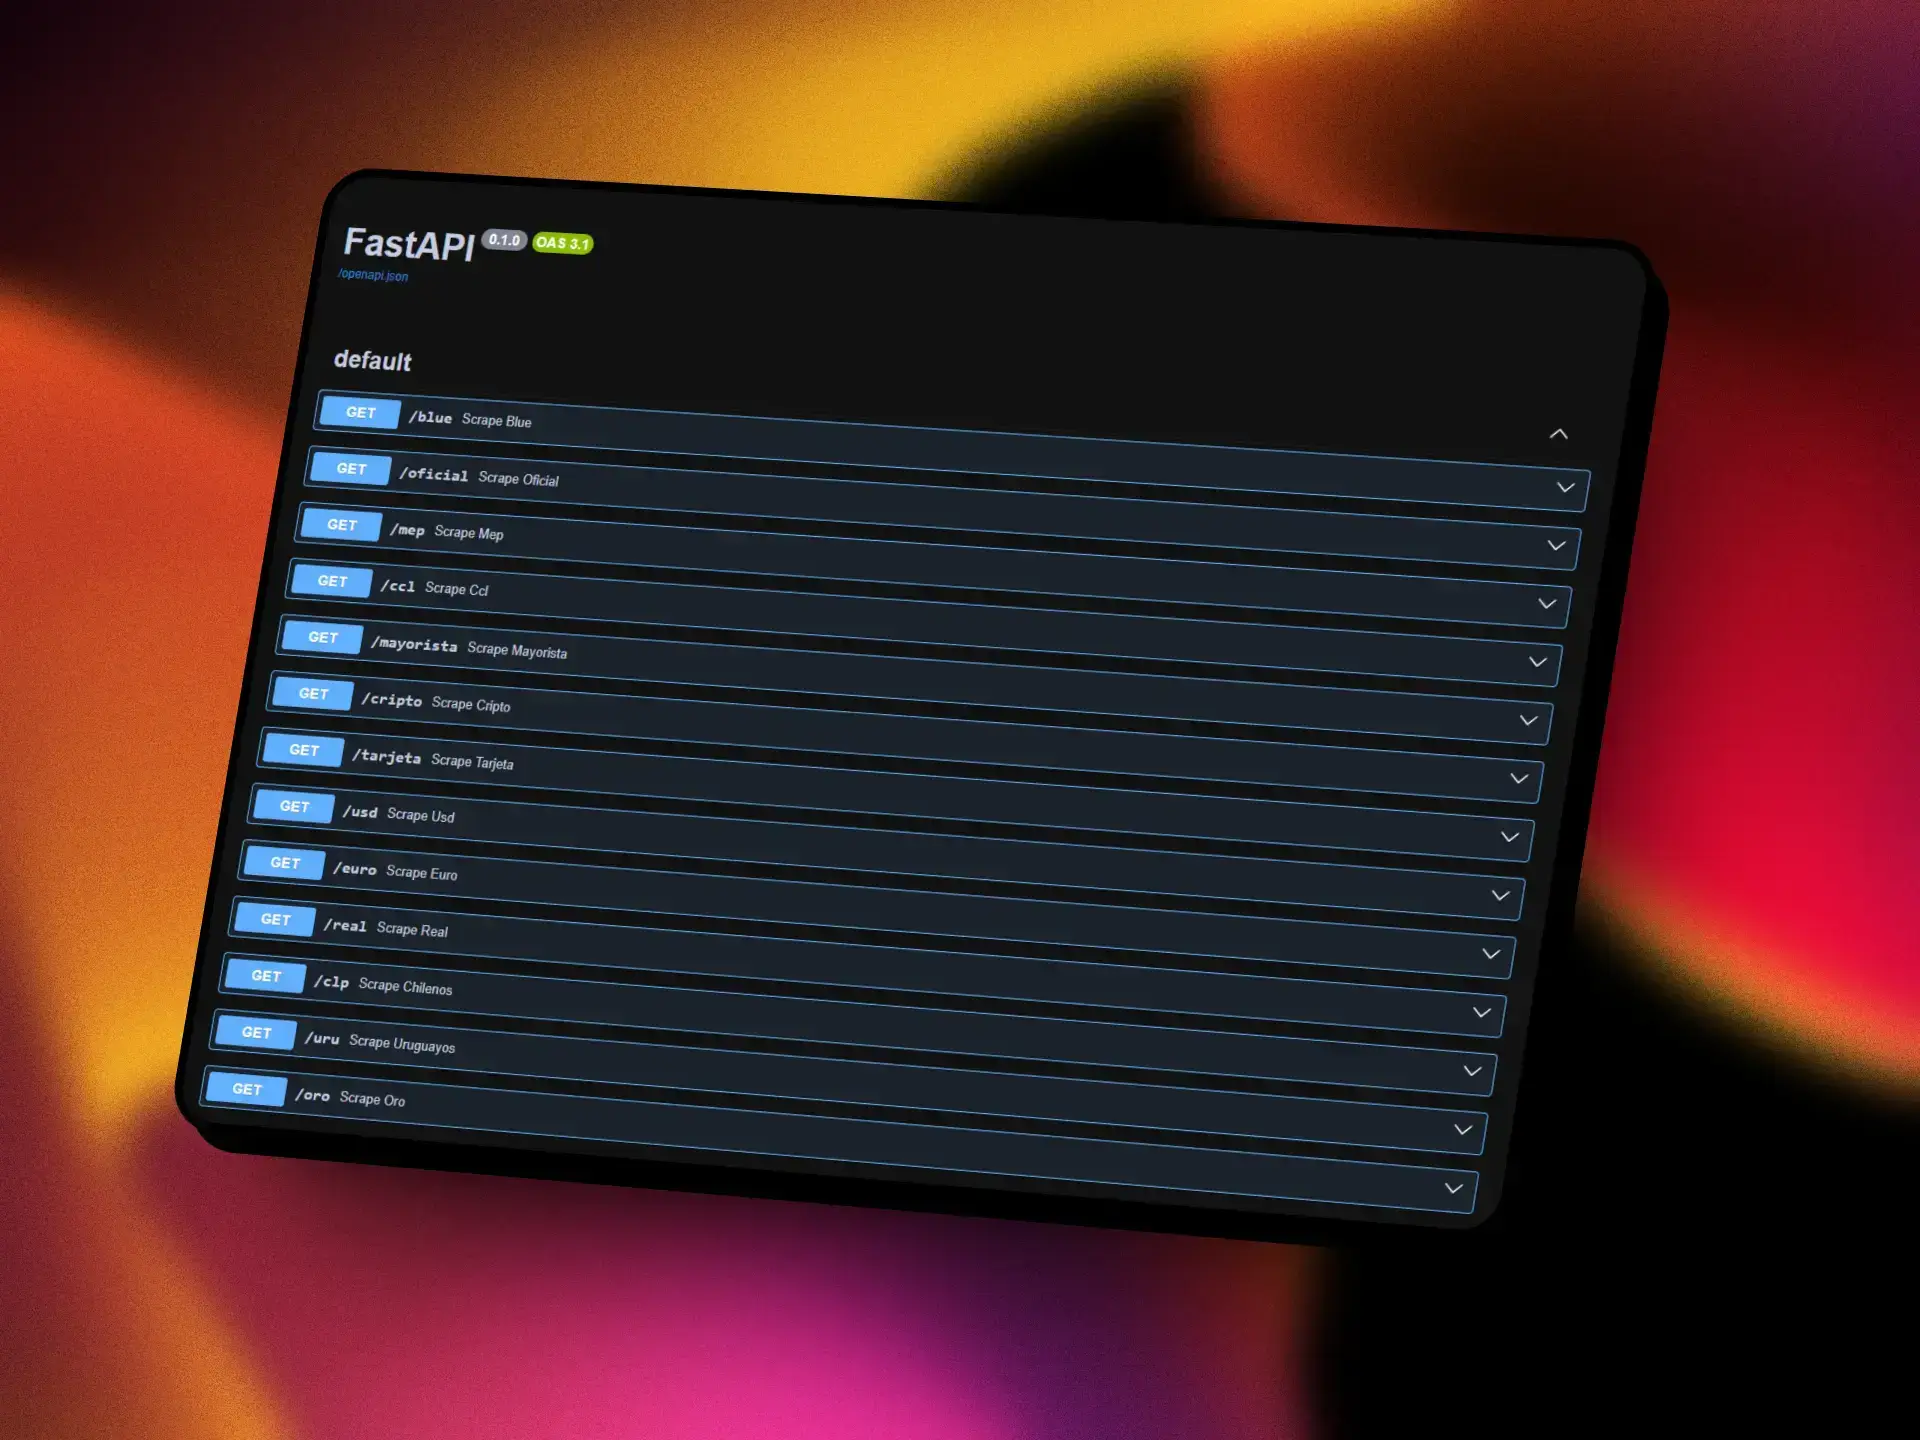 FastAPI 0.1.0 OAS 3.1
/openapi.json
default
GET /blue Scrape Blue
GET /oficial Scrape Oficial
GET /mep Scrape Mep
GET /ccl Scrape Ccl
GET /mayorista Scrape Mayorista
GET /cripto Scrape Cripto
GET /tarjeta Scrape Tarjeta
GET /usd Scrape Usd
GET /euro Scrape Euro
GET /real Scrape Real
GET /clp Scrape Chilenos
GET /uru Scrape Uruguayos
GET /oro Scrape Oro